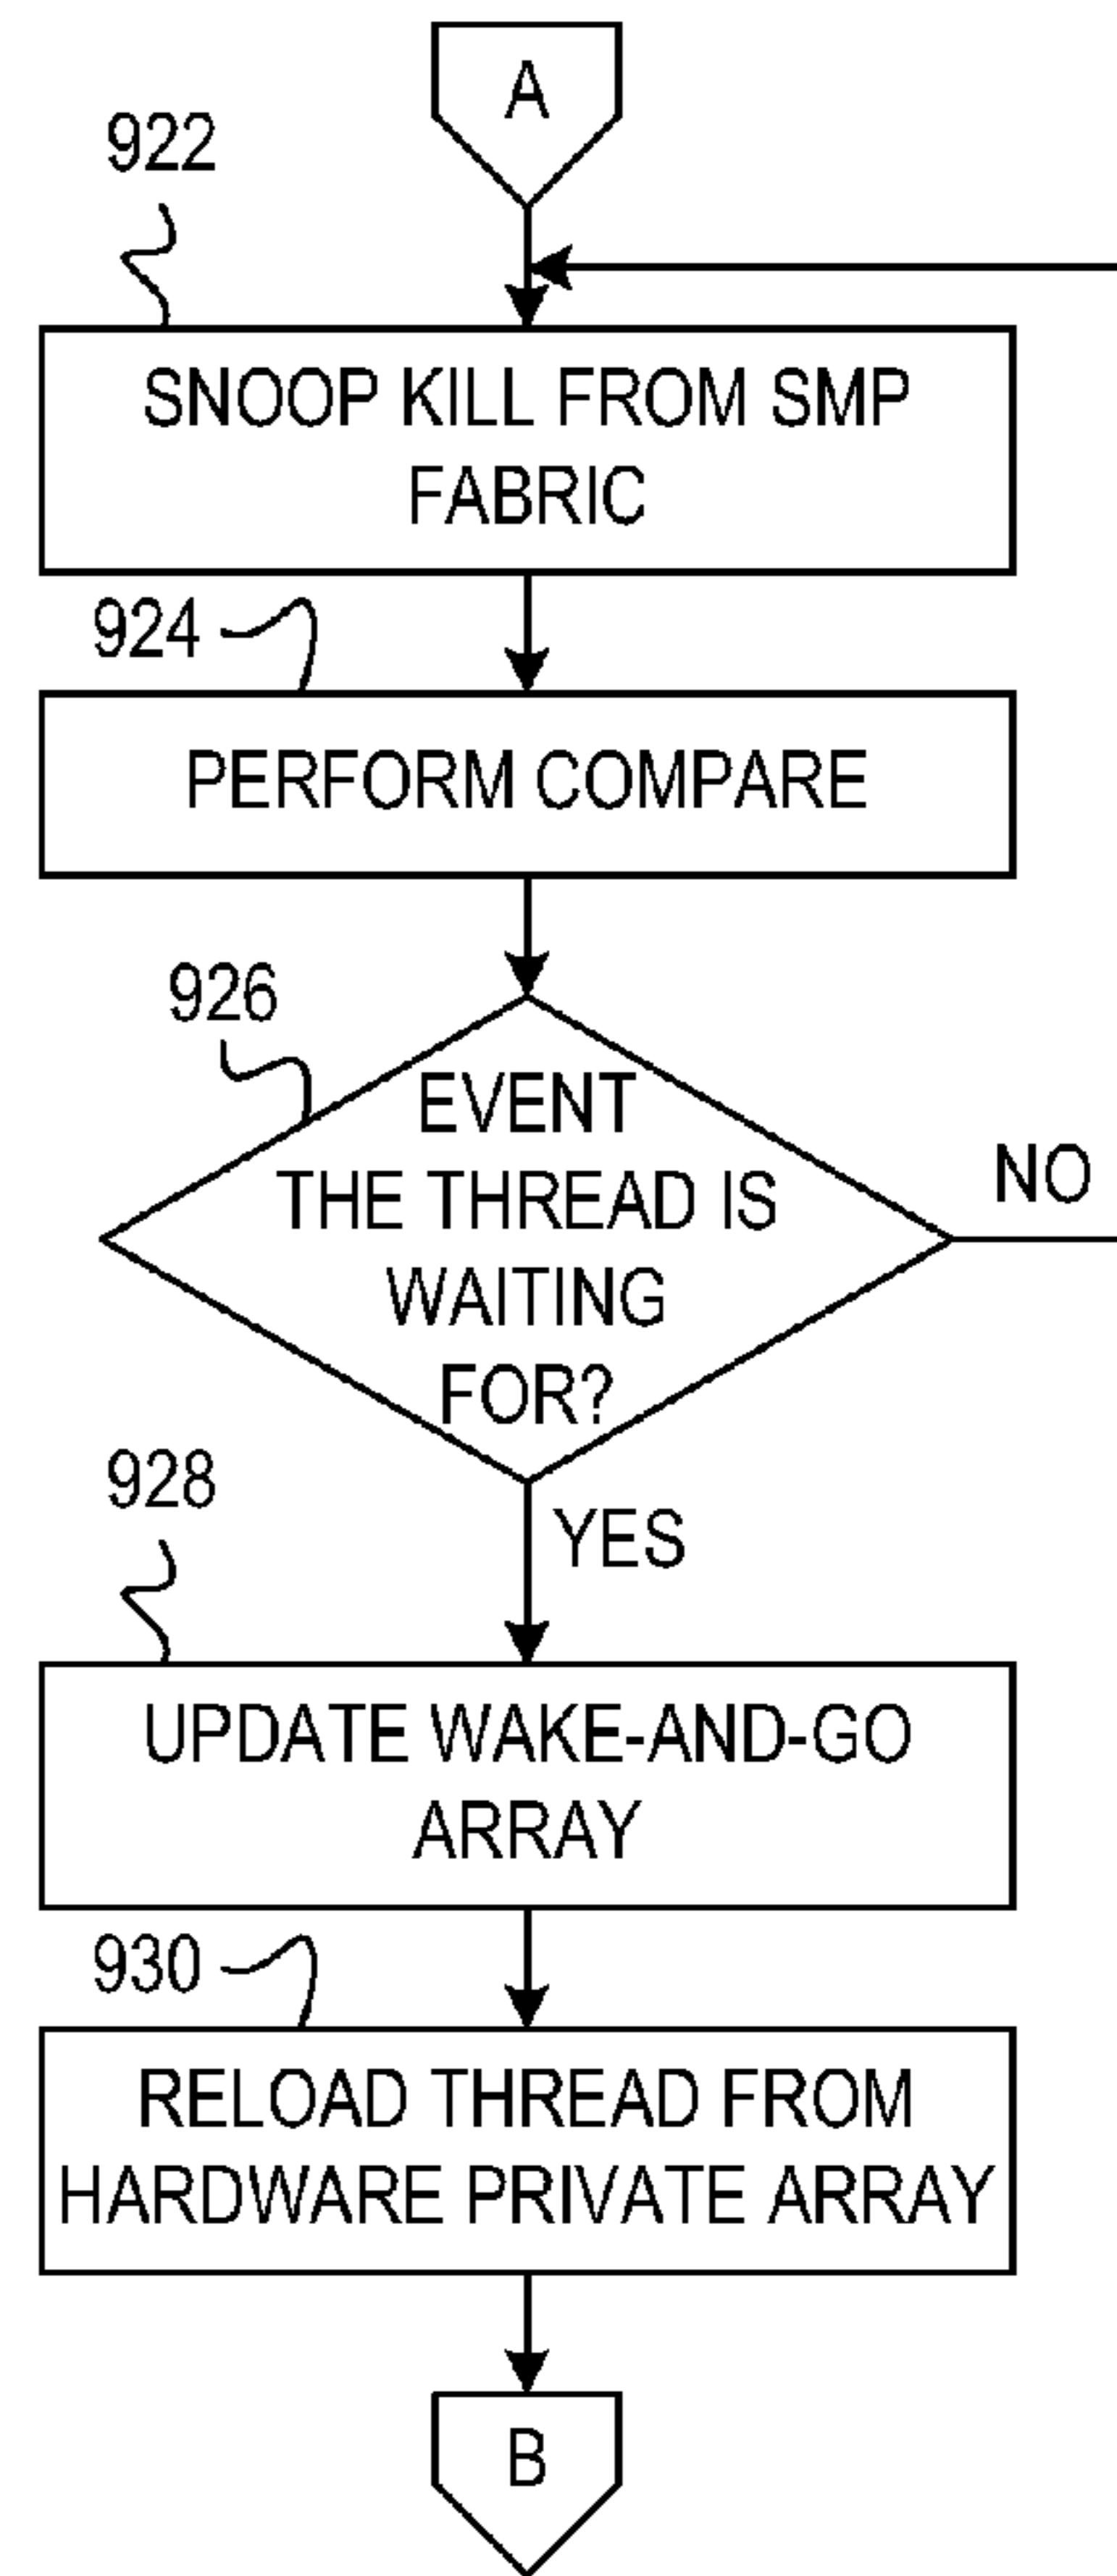 A
922
SNOOP KILL FROM SMP
FABRIC
924
PERFORM COMPARE
926
EVENT
THE THREAD IS
WAITING
FOR?
NO
YES
928
UPDATE WAKE-AND-GO
ARRAY
930
RELOAD THREAD FROM
HARDWARE PRIVATE ARRAY
B